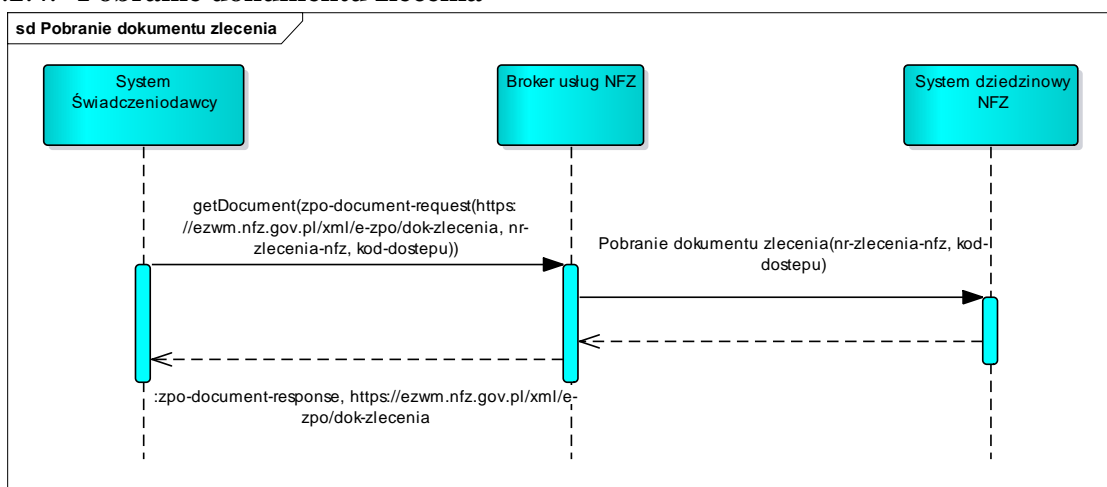 sd Pobranie dokumentu zlecenia
System
Świadczeniodawcy
Broker usług NFZ
System dziedzinowy
NFZ
getDocument(zpo-document-request(https:
//ezwm.nfz.gov.pl/xml/e-zpo/dok-zlecenia, nr-
zlecenia-nfz, kod-dostepu))
Pobranie dokumentu zlecenia(nr-zlecenia-nfz, kod-
dostepu)
:zpo-document-response, https://ezwm.nfz.gov.pl/xml/e-
zpo/dok-zlecenia